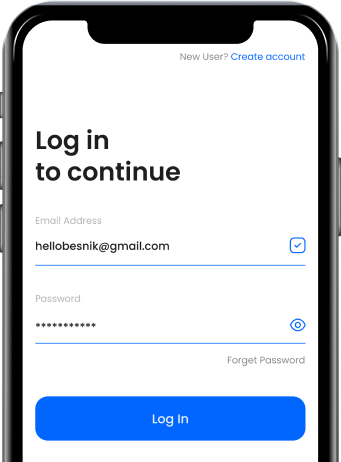 New User? Create account
Log in
to continue
Email Address
hellobesnik@gmail.com
Password
***********
Forget Password
Log In